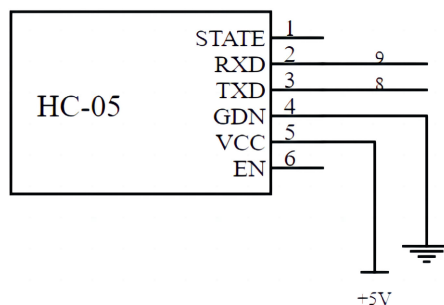 STATE 1
RXD 2 9
TXD 3 8
HC-05
GDN 4
VCC 5
EN 6
+5V